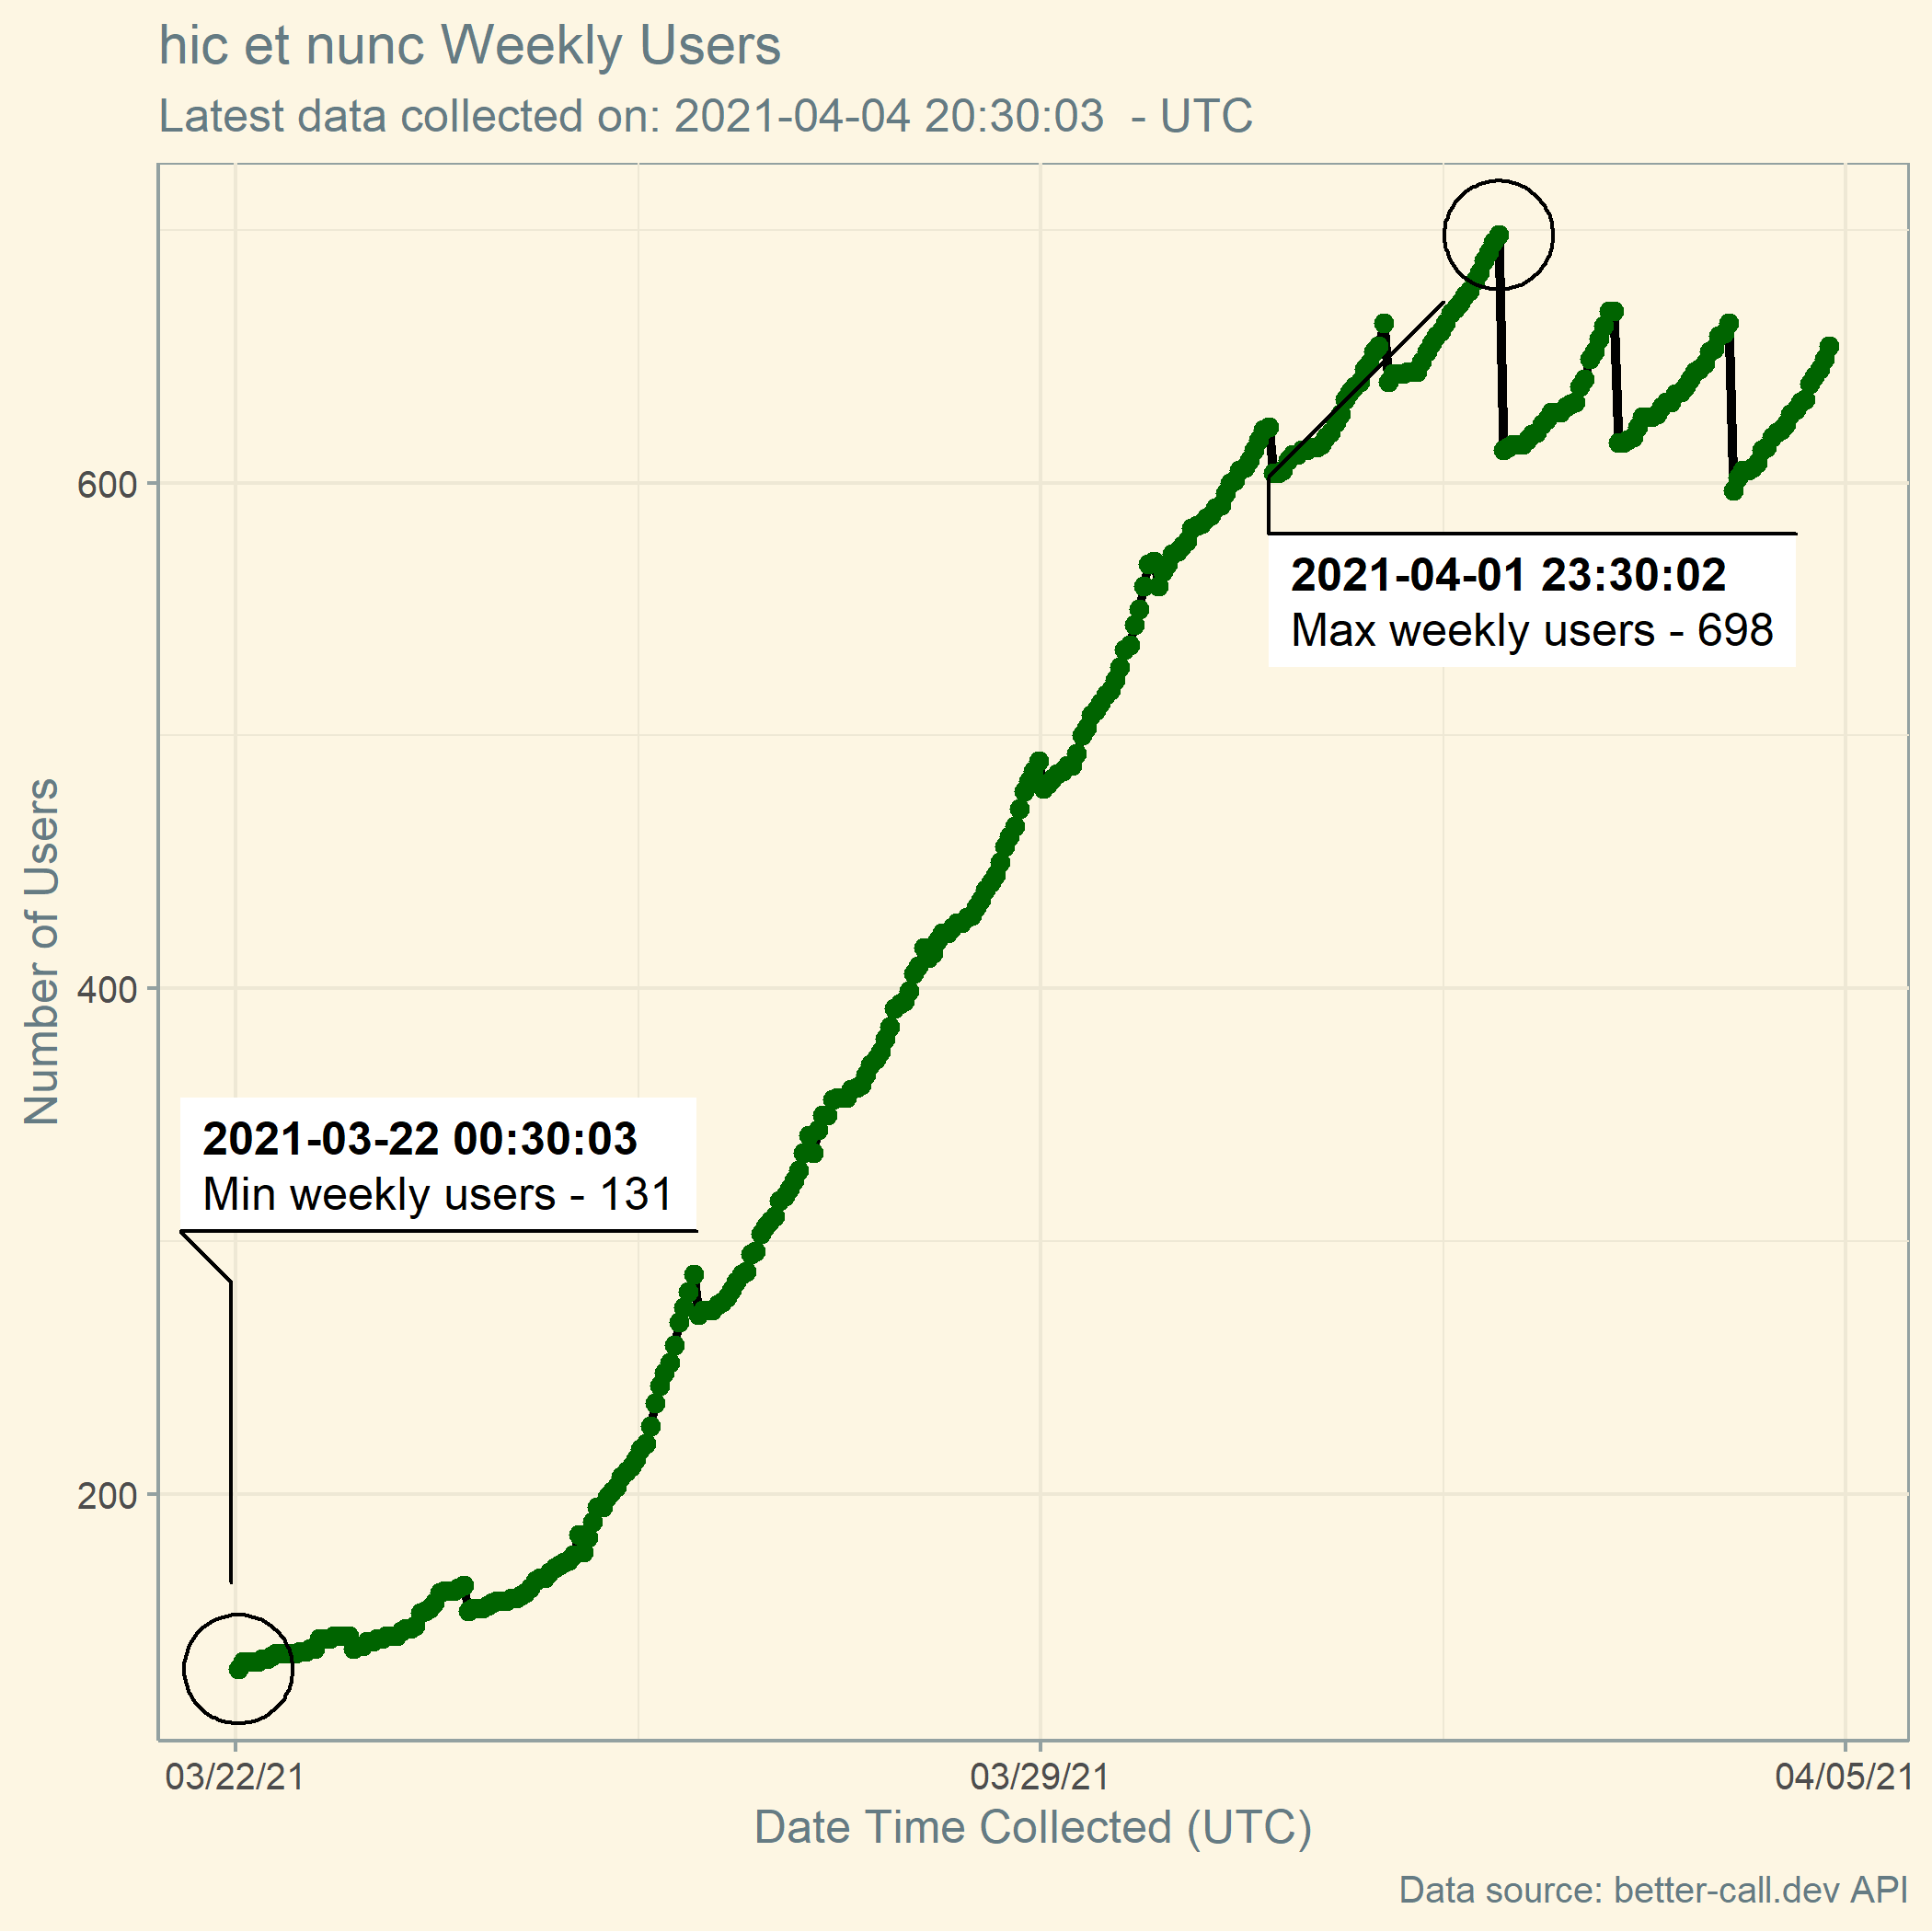 hic et nunc Weekly Users
Latest data collected on: 2021-04-04 20:30:03  - UTC
Number of Users
600
400
200
2021-04-01 23:30:02
Max weekly users - 698
2021-03-22 00:30:03
Min weekly users - 131
03/22/21
03/29/21
04/05/21
Date Time Collected (UTC)
Data source: better-call.dev API